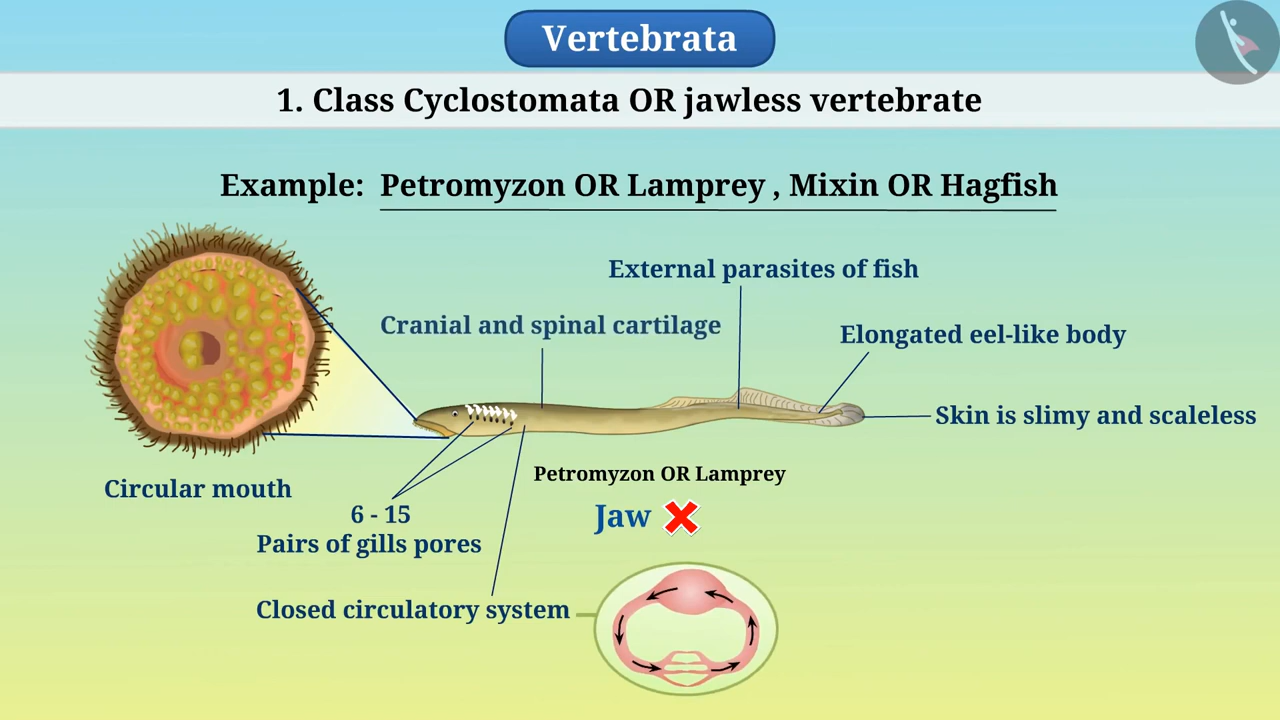 Vertebrata
1. Class Cyclostomata OR jawless vertebrate
Example: Petromyzon OR Lamprey , Mixin OR Hagfish
External parasites of fish
Cranial and spinal cartilage
Elongated eel-like body
Skin is slimy and scaleless
Petromyzon OR Lamprey
Circular mouth
6 - 15
Pairs of gills pores
Jaw
Closed circulatory system